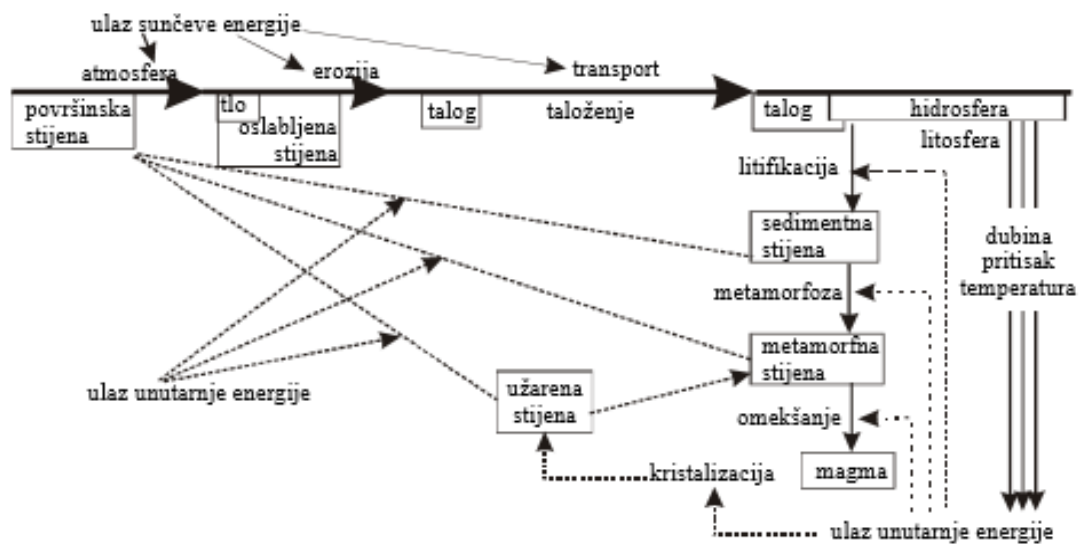 ulaz sunčeve energije
atmosfera
erozija
transport
površinska
stijena
tlo
oslabljena
stijena
talog
taloženje
talog
hidrosfera
litosfera
litifikacija
sedimentna
stijena
dubina
pritisak
temperatura
metamorfoza
metamorfna
stijena
ulaz unutarnje energije
užarena
stijena
omekšanje
kristalizacija
magma
ulaz unutarnje energije